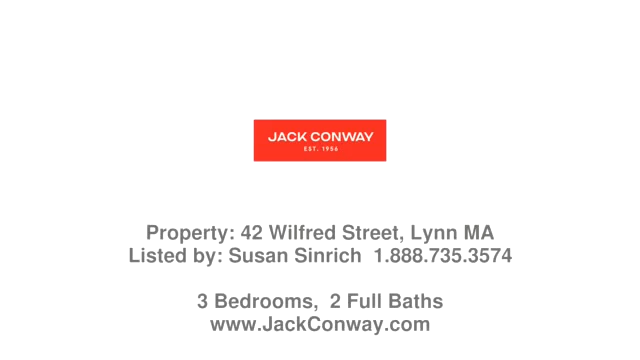 JACK CONWAY
EST. 1956
Property: 42 Wilfred Street, Lynn MA
Listed by: Susan Sinrich  1.888.735.3574
3 Bedrooms,  2 Full Baths
www.JackConway.com